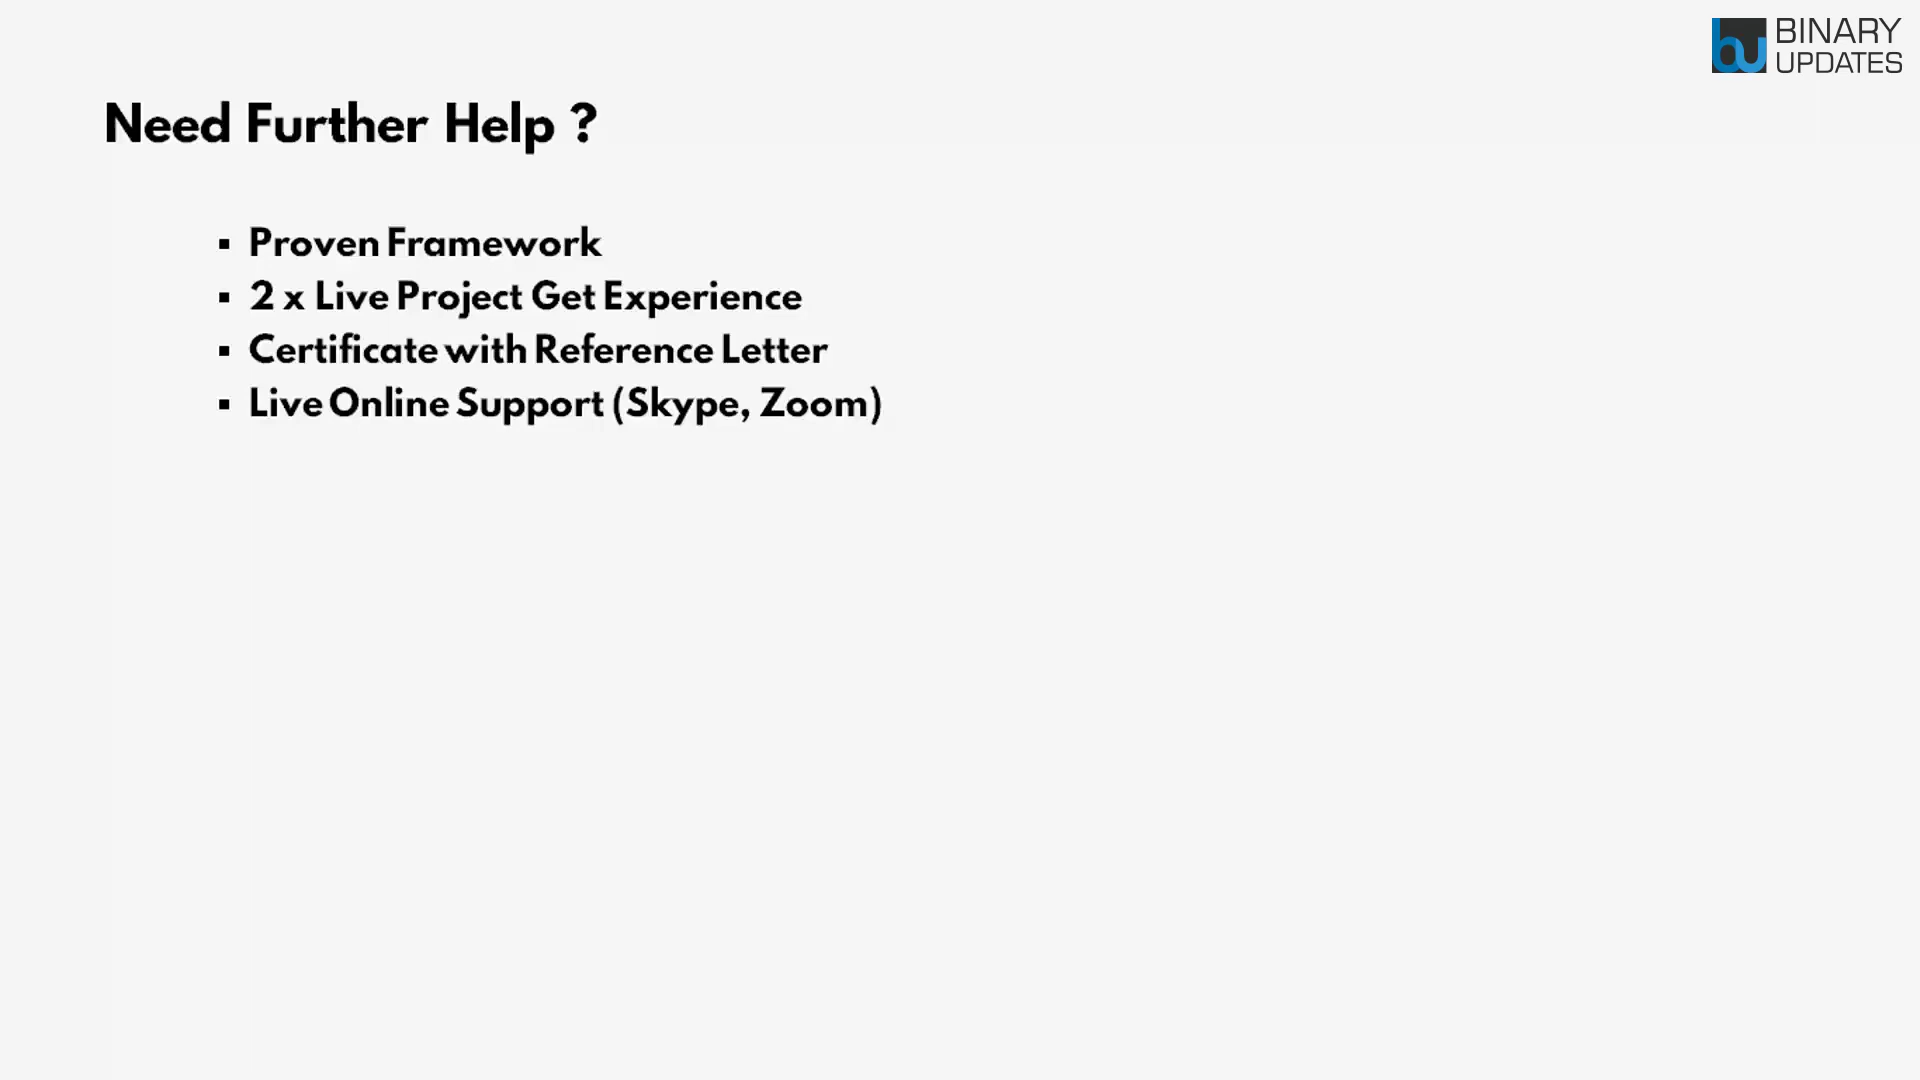 BINARY
UPDATES
Need Further Help ?
▪ Proven Framework
▪ 2 x Live Project Get Experience
▪ Certificate with Reference Letter
▪ Live Online Support (Skype, Zoom)